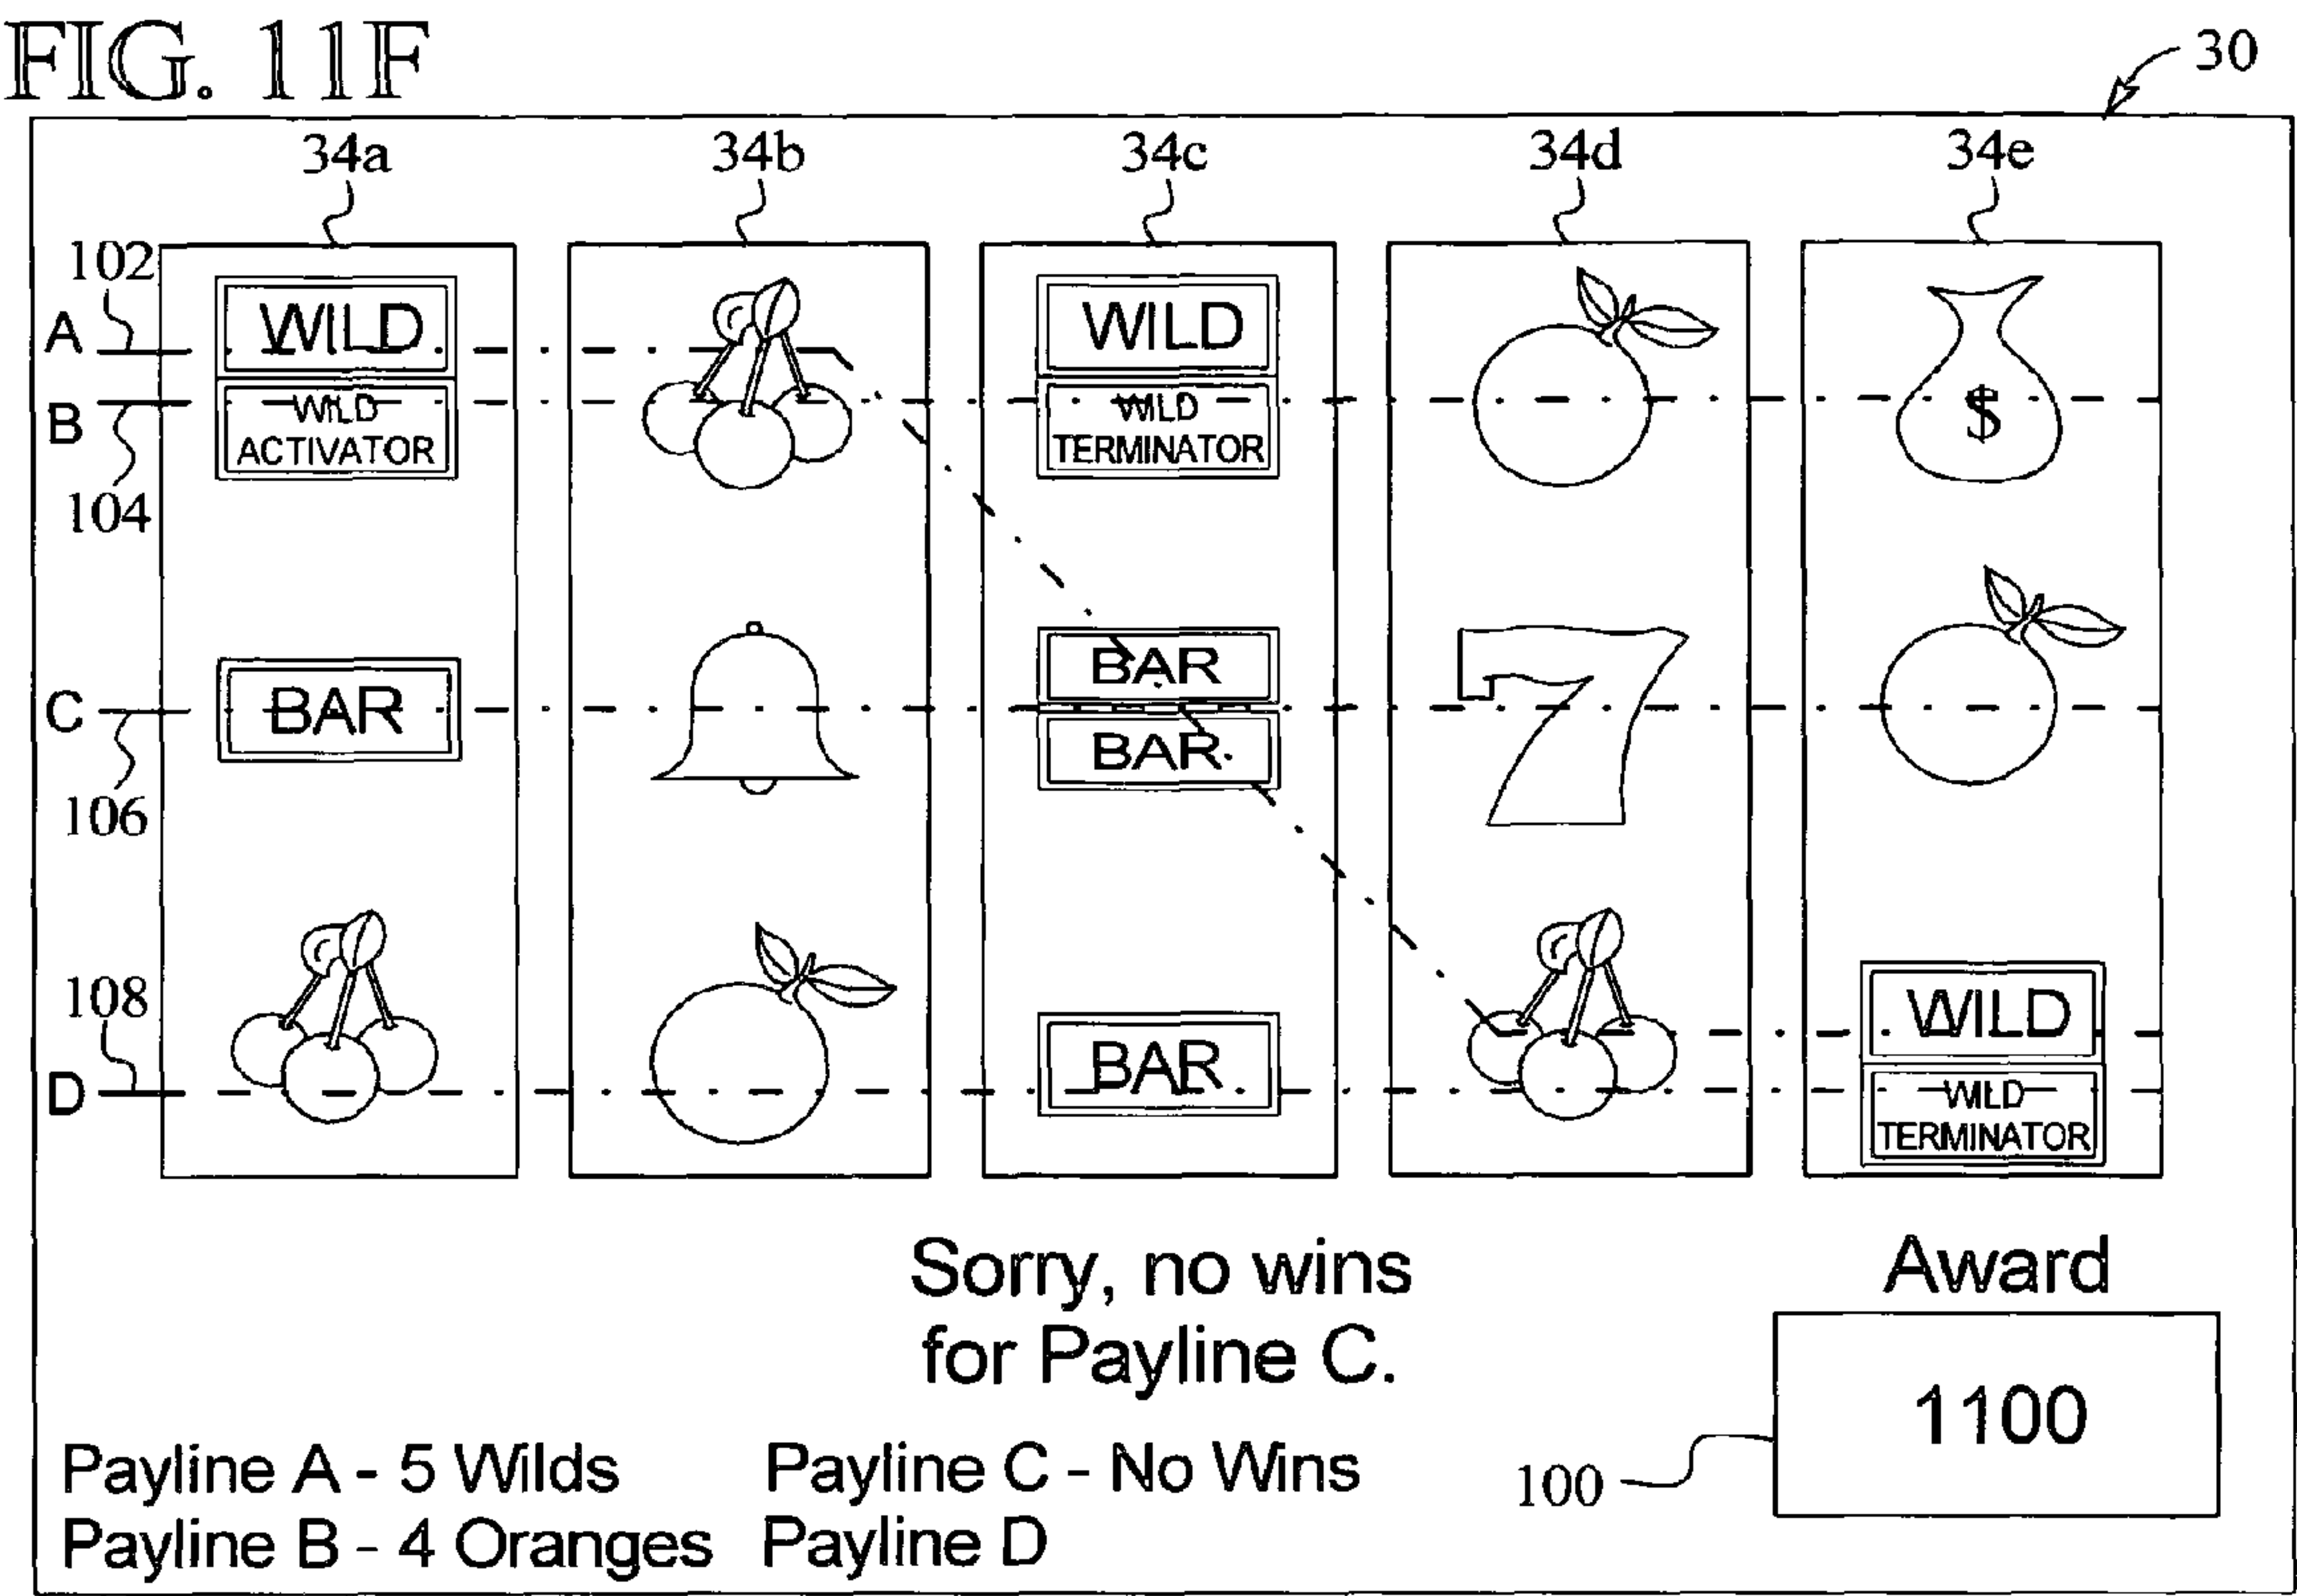 FIG. 11F
30
34a 34b 34c 34d 34e
102
A
WILD
WILD
$
B
WILD ACTIVATOR
WILD TERMINATOR
104
C
BAR
BAR
BAR
106
108
D
BAR
WILD
WILD TERMINATOR
7
Sorry, no wins
for Payline C.
Award
1100
100
Payline A - 5 Wilds
Payline C - No Wins
Payline B - 4 Oranges
Payline D